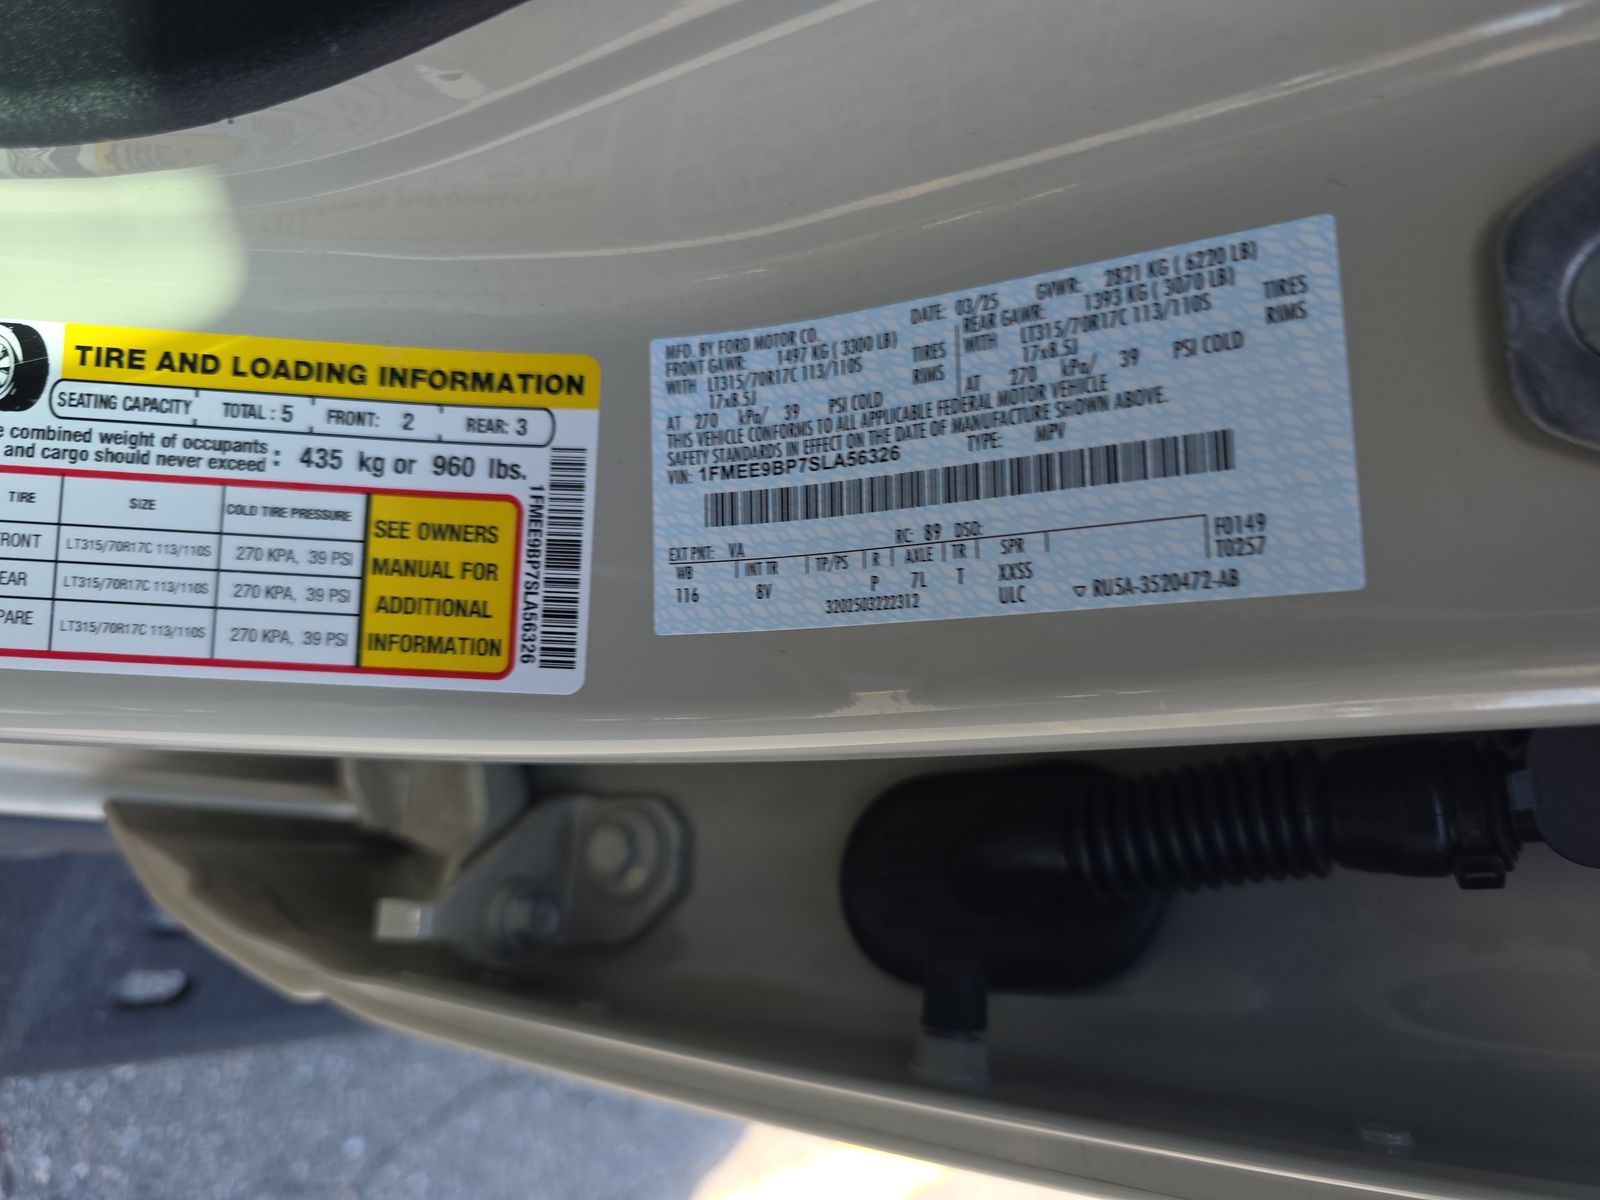 TIRE AND LOADING INFORMATION
SEATING CAPACITY TOTAL : 5 FRONT: 2 REAR: 3
combined weight of occupants
and cargo should never exceed : 435 kg or 960 lbs.
TIRE SIZE COLD TIRE PRESSURE
RONT LT315/70R17C 113/110S 270 KPA, 39 PSI
EAR LT315/70R17C 113/110S 270 KPA, 39 PSI
PARE LT315/70R17C 113/110S 270 KPA, 39 PSI
SEE OWNERS
MANUAL FOR
ADDITIONAL
INFORMATION
1FMEE9BP7SLA56326
MFD. BY FORD MOTOR CO. DATE: 03/25 GVWR: 2821 KG ( 6220 LB)
FRONT GAWR: 1497 KG ( 3300 LB) REAR GAWR: 1393 KG ( 3070 LB)
WITH LT315/70R17C 113/110S TIRES WITH LT315/70R17C 113/110S TIRES
17x8.5J RIMS 17x8.5J RIMS
AT 270 kPa/ 39 PSI COLD AT 270 kPa/ 39 PSI COLD
THIS VEHICLE CONFORMS TO ALL APPLICABLE FEDERAL MOTOR VEHICLE
SAFETY STANDARDS IN EFFECT ON THE DATE OF MANUFACTURE SHOWN ABOVE.
VIN: 1FMEE9BP7SLA56326 TYPE: MPV
EXT PNT: VA RC: 89 DSO: F0149
WB INT TR TP/PS R AXLE TR SPR T0257
116 8V P 7L T XXSS
3202503222312 ULC ▽ RU5A-3520472-AB